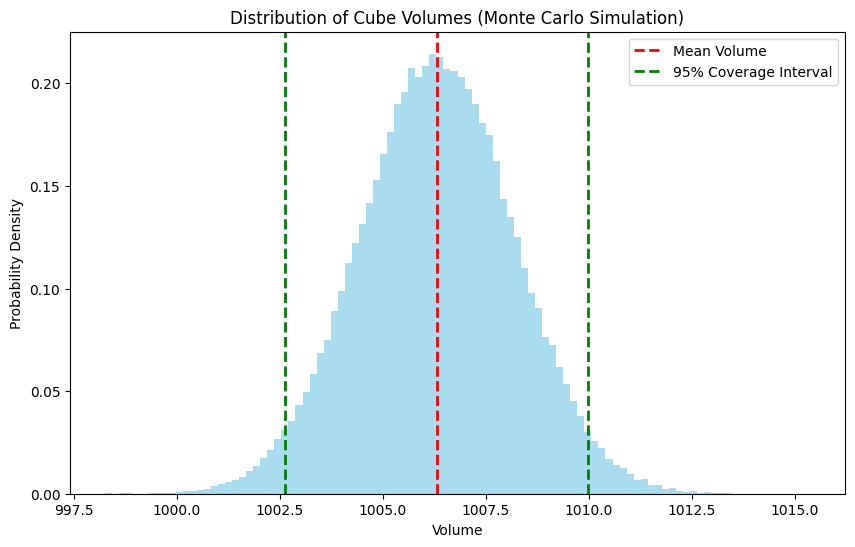 Distribution of Cube Volumes (Monte Carlo Simulation)
Mean Volume
95% Coverage Interval
Probability Density
0.20
0.15
0.10
0.05
0.00
997.5 1000.0 1002.5 1005.0 1007.5 1010.0 1012.5 1015.0
Volume